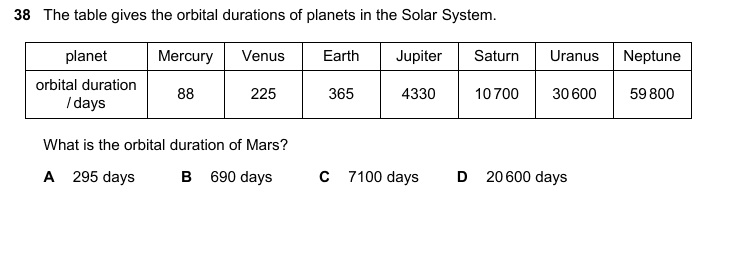 38 The table gives the orbital durations of planets in the Solar System.
planet Mercury Venus Earth Jupiter Saturn Uranus Neptune
orbital duration
/ days 88 225 365 4330 10 700 30 600 59 800
What is the orbital duration of Mars?
A 295 days B 690 days C 7100 days D 20 600 days